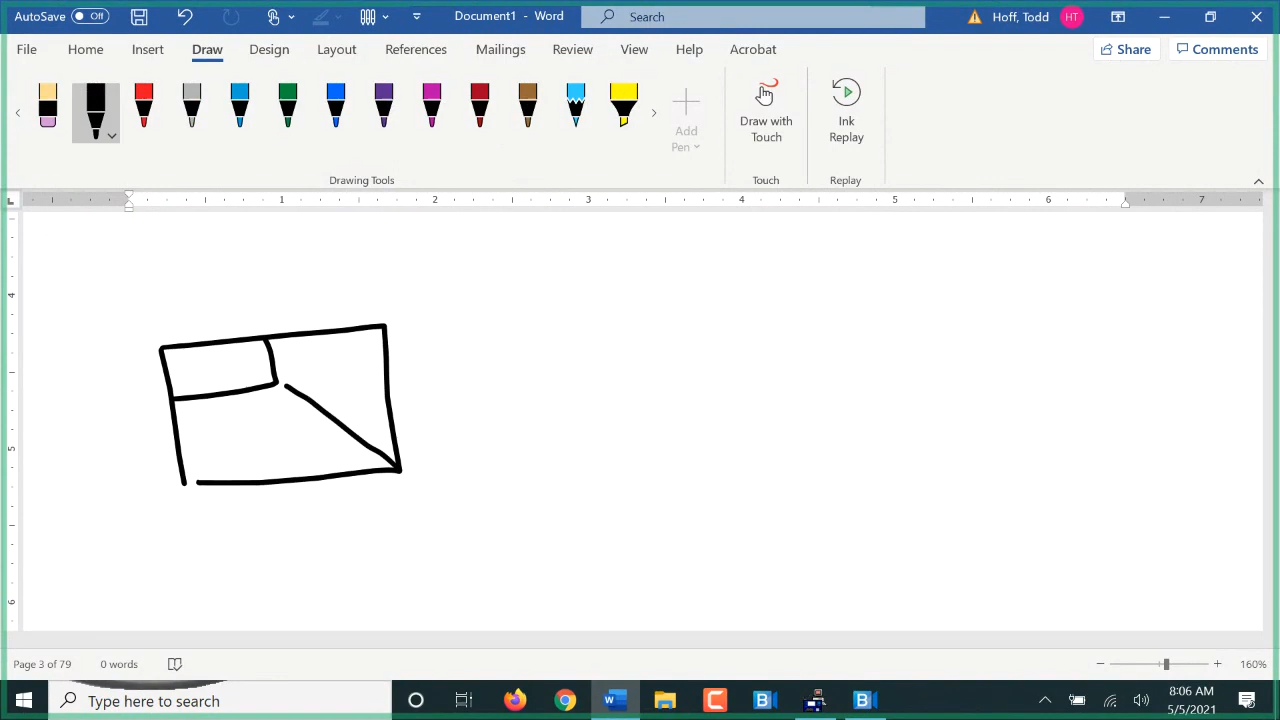 AutoSave Off Document1 - Word Search Hoff, Todd HT
File Home Insert Draw Design Layout References Mailings Review View Help Acrobat Share Comments
Add Pen
Draw with Touch
Ink Replay
Drawing Tools Touch Replay
1 2 3 4 5 6 7
4
5
6
Page 3 of 79 0 words 160%
Type here to search 8:06 AM
5/5/2021